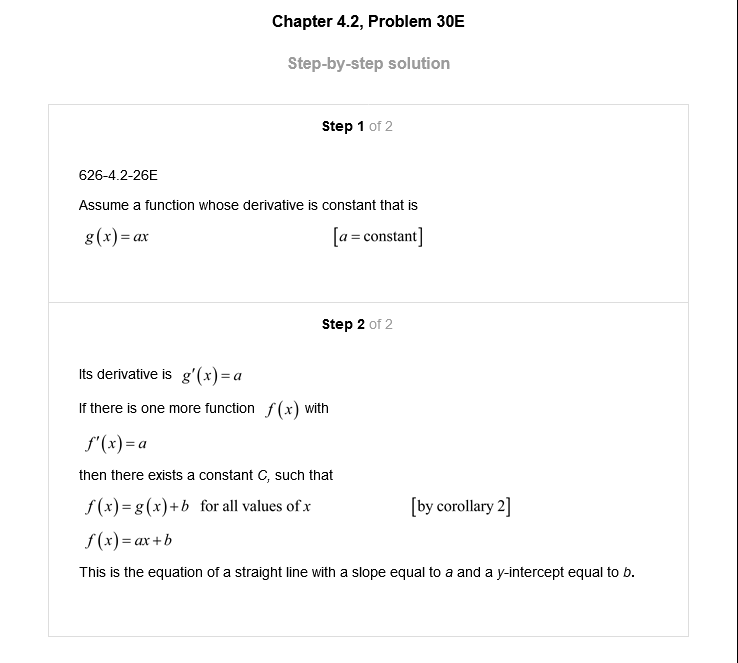 Chapter 4.2, Problem 30E
Step-by-step solution
Step 1 of 2
626-4.2-26E
Assume a function whose derivative is constant that is
g(x) = ax [a = constant]
Step 2 of 2
Its derivative is g′(x) = a
If there is one more function f(x) with
f′(x) = a
then there exists a constant C, such that
f(x) = g(x) + b for all values of x [by corollary 2]
f(x) = ax + b
This is the equation of a straight line with a slope equal to a and a y-intercept equal to b.